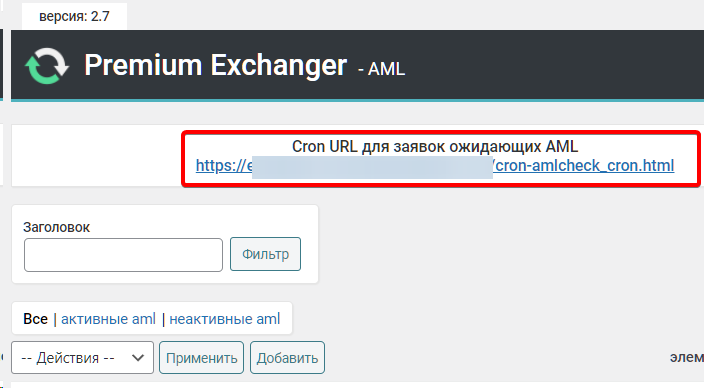 версия: 2.7
Premium Exchanger - AML
Cron URL для заявок ожидающих AML
https://e /cron-amlcheck_cron.html
Заголовок
Фильтр
Все | активные aml | неактивные aml
-- Действия -- Применить Добавить
элем